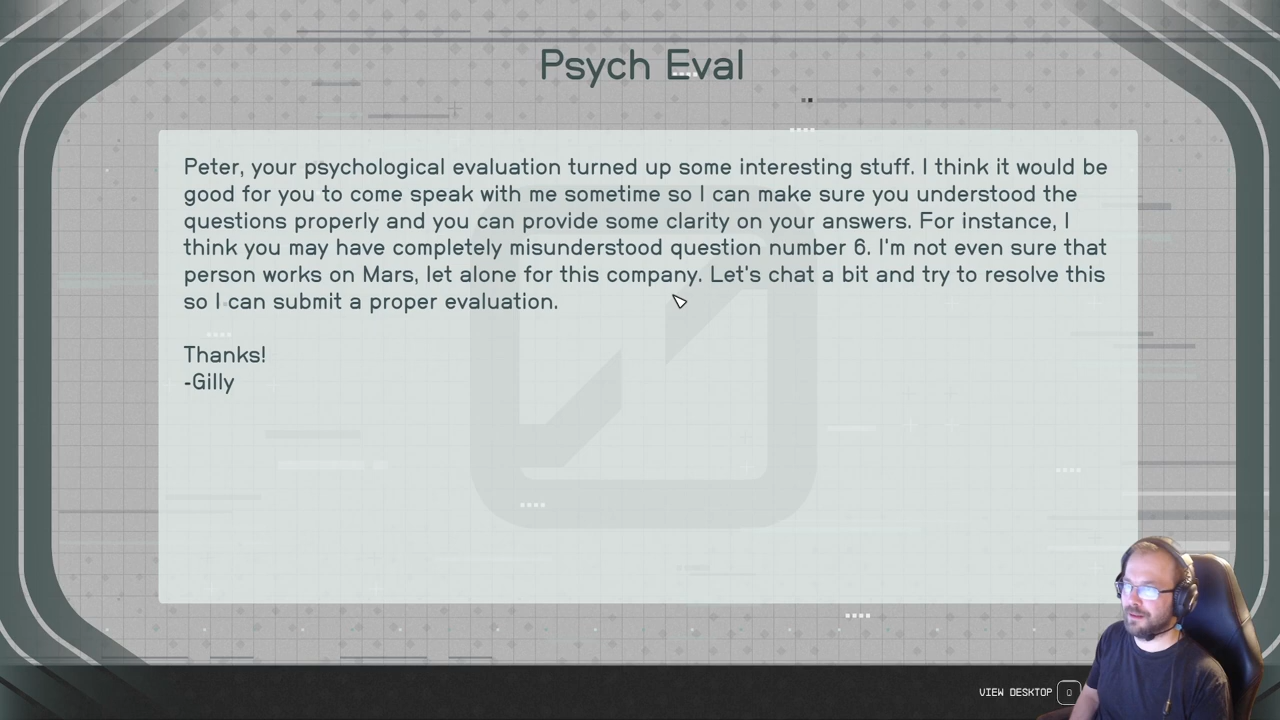 Psych Eval
Peter, your psychological evaluation turned up some interesting stuff. I think it would be
good for you to come speak with me sometime so I can make sure you understood the
questions properly and you can provide some clarity on your answers. For instance, I
think you may have completely misunderstood question number 6. I'm not even sure that
person works on Mars, let alone for this company. Let's chat a bit and try to resolve this
so I can submit a proper evaluation.
Thanks!
-Gilly
VIEW DESKTOP